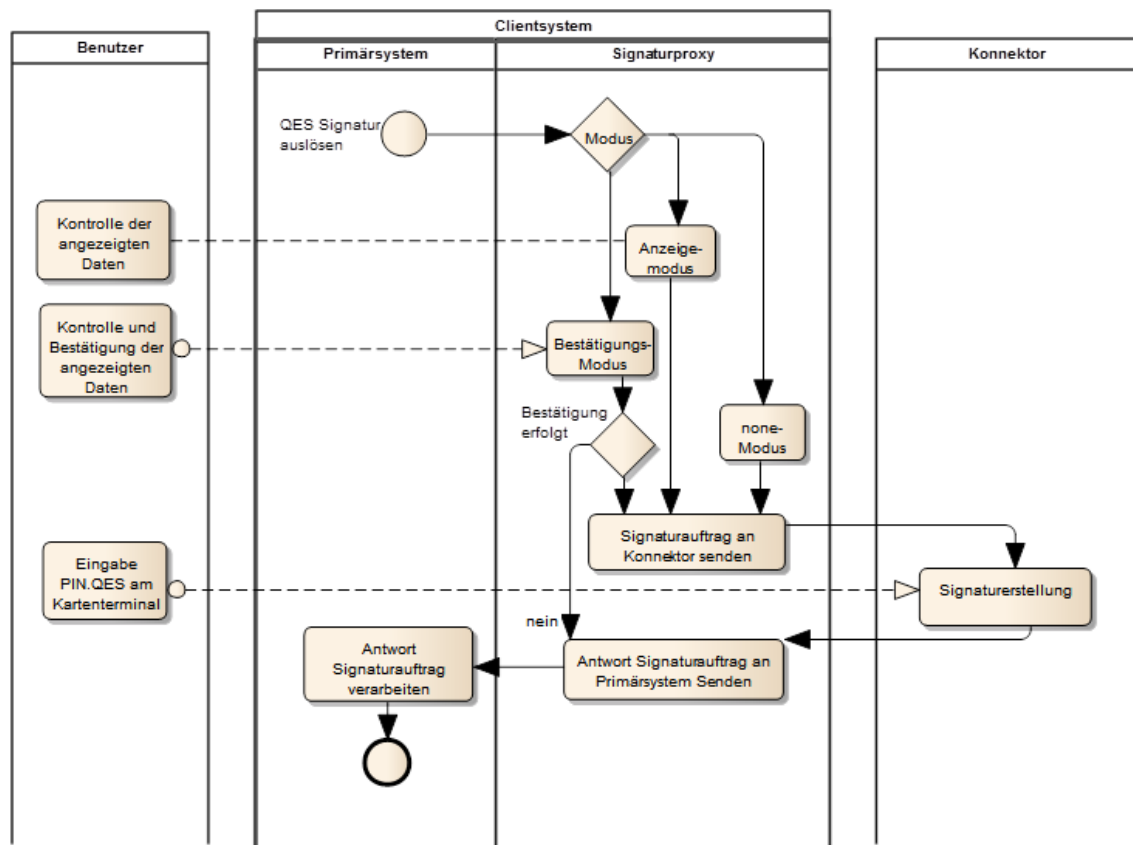 Clientsystem
Benutzer
Primärsystem
Signaturproxy
Konnektor
QES Signatur
auslösen
Modus
Kontrolle der
angezeigten
Daten
Anzeige-
modus
Kontrolle und
Bestätigung der
angezeigten
Daten
Bestätigungs-
Modus
Bestätigung
erfolgt
none-
Modus
Signaturauftrag an
Konnektor senden
Eingabe
PIN.QES am
Kartenterminal
Signaturerstellung
nein
Antwort
Signaturauftrag
verarbeiten
Antwort Signaturauftrag an
Primärsystem Senden